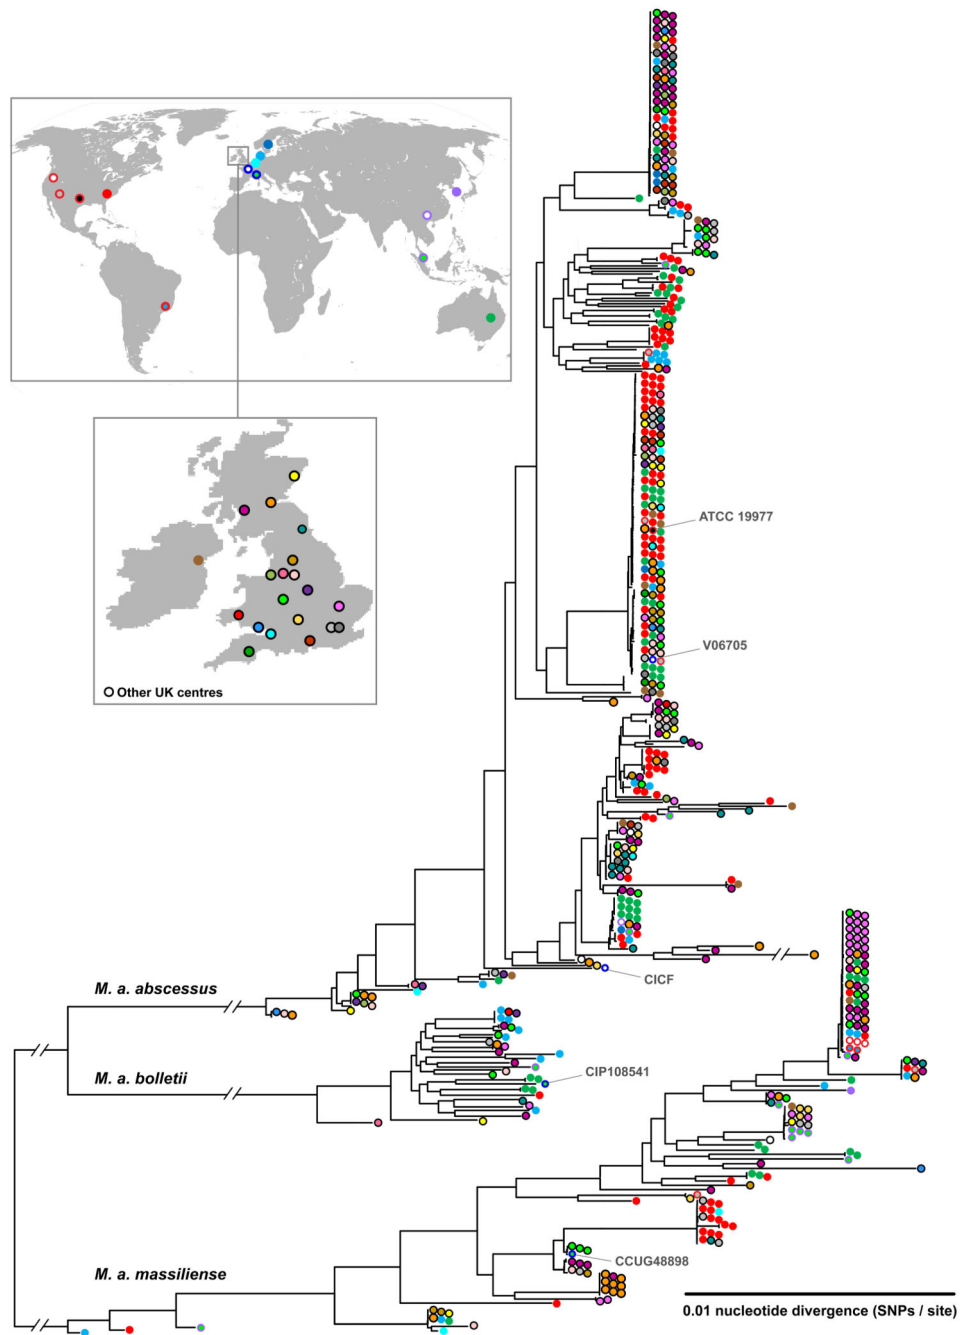 ATCC 19977
V06705
Other UK centres
CICF
M. a. abscessus
CIP108541
M. a. bolletii
CCUG48898
M. a. massiliense
0.01 nucleotide divergence (SNPs / site)